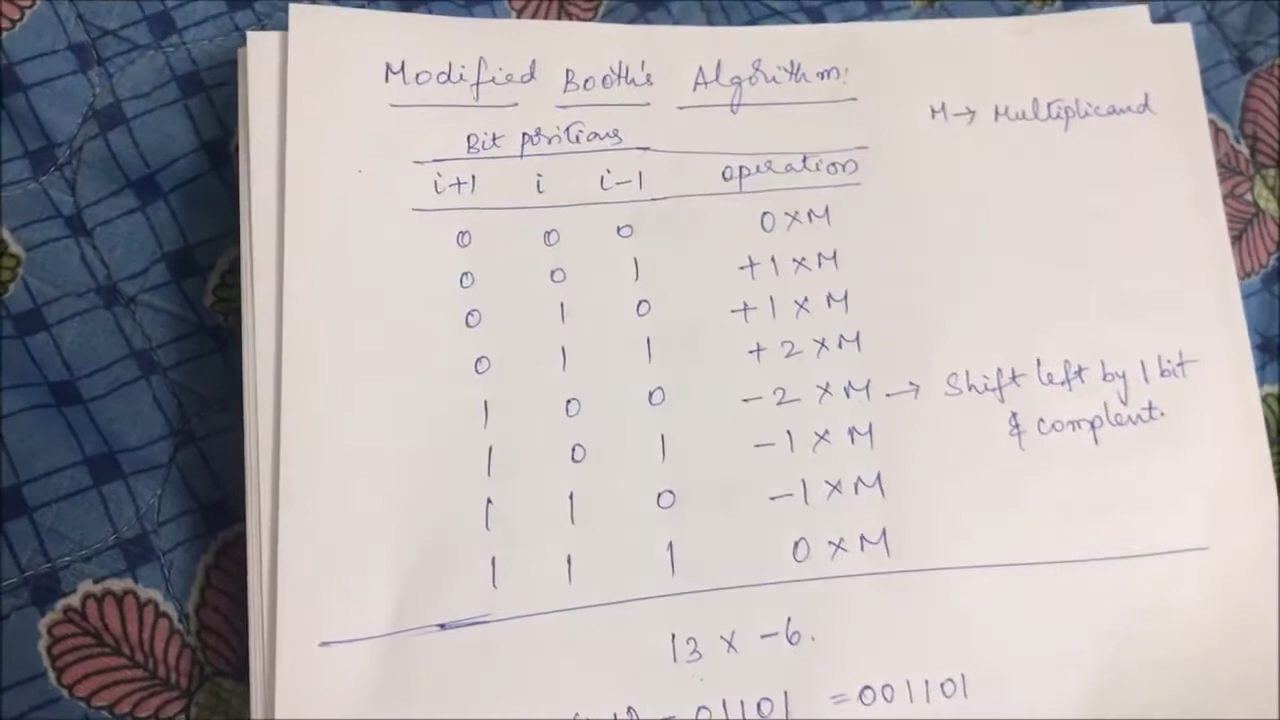 Modified Booth's Algorithm:
M → Multiplicand
Bit positions
i+1 i i-1 operation
0 0 0 0 x M
0 0 1 +1 x M
0 1 0 +1 x M
0 1 1 +2 x M
1 0 0 -2 x M → Shift left by 1 bit
& complent.
1 0 1 -1 x M
1 1 0 -1 x M
1 1 1 0 x M
13 x -6.
01101 = 001101